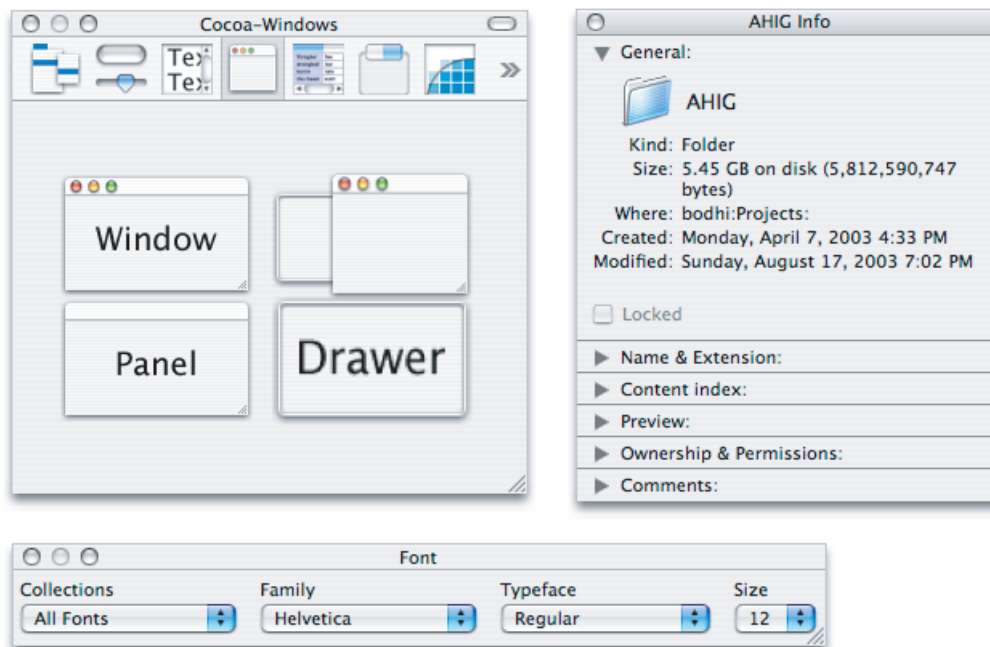 Cocoa-Windows
Tex
Tex
Window
Panel
Drawer
AHIG Info
General:
AHIG
Kind: Folder
Size: 5.45 GB on disk (5,812,590,747
bytes)
Where: bodhi:Projects:
Created: Monday, April 7, 2003 4:33 PM
Modified: Sunday, August 17, 2003 7:02 PM
Locked
Name & Extension:
Content index:
Preview:
Ownership & Permissions:
Comments:
Font
Collections Family Typeface Size
All Fonts Helvetica Regular 12